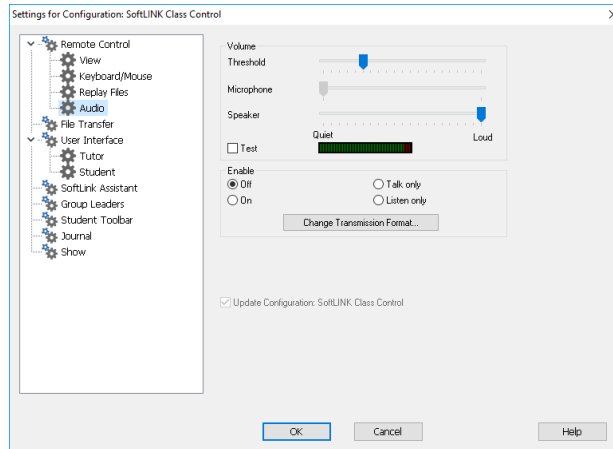 Settings for Configuration: SoftLINK Class Control
Remote Control
View
Keyboard/Mouse
Replay Files
Audio
File Transfer
User Interface
Tutor
Student
SoftLink Assistant
Group Leaders
Student Toolbar
Journal
Show
Volume
Threshold
Microphone
Speaker
Quiet
Loud
Test
Enable
Off
Talk only
On
Listen only
Change Transmission Format...
Update Configuration: SoftLINK Class Control
OK
Cancel
Help